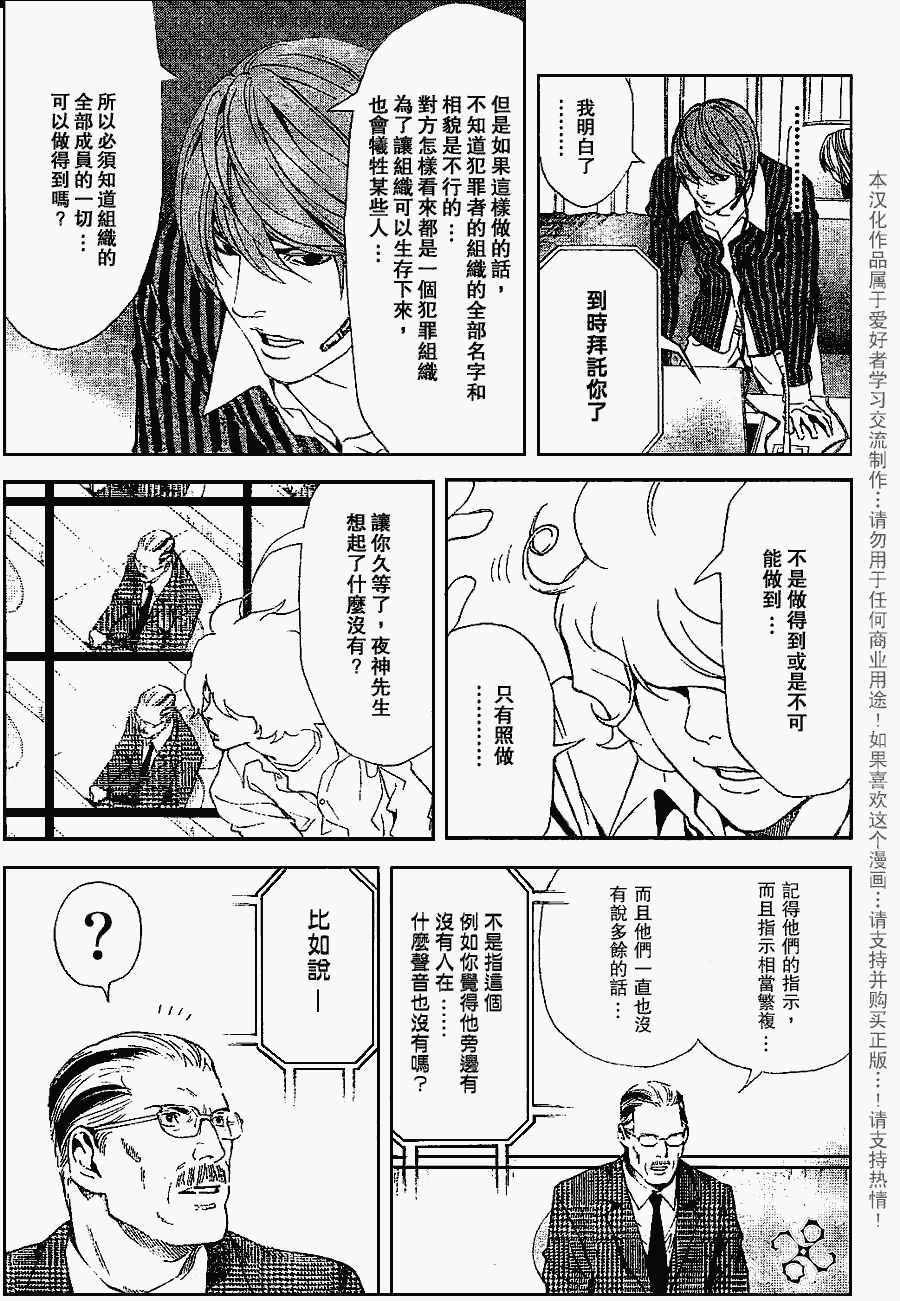 …………
我明白了
………
到時拜託你了
但是如果這樣做的話，
不知道犯罪者的組織的全部名字和
相貌是不行的…
對方怎樣看來都是一個犯罪組織
為了讓組織可以生存下來，
也會犧牲某些人…
所以必須知道組織的
全部成員的一切…
可以做得到嗎？
不是做得到或是不可
能做到…
只有照做
…………
讓你久等了，夜神先生
想起了什麼沒有？
記得他們的指示，
而且指示相當繁複…
而且他們一直也沒
有說多餘的話…
不是指這個
例如你覺得他旁邊有
沒有人在……
什麼聲音也沒有嗎？
比如說—
？
本汉化作品属于爱好者学习交流制作…请勿用于任何商业用途！如果喜欢这个漫画…请支持并购买正版…！请支持热情！